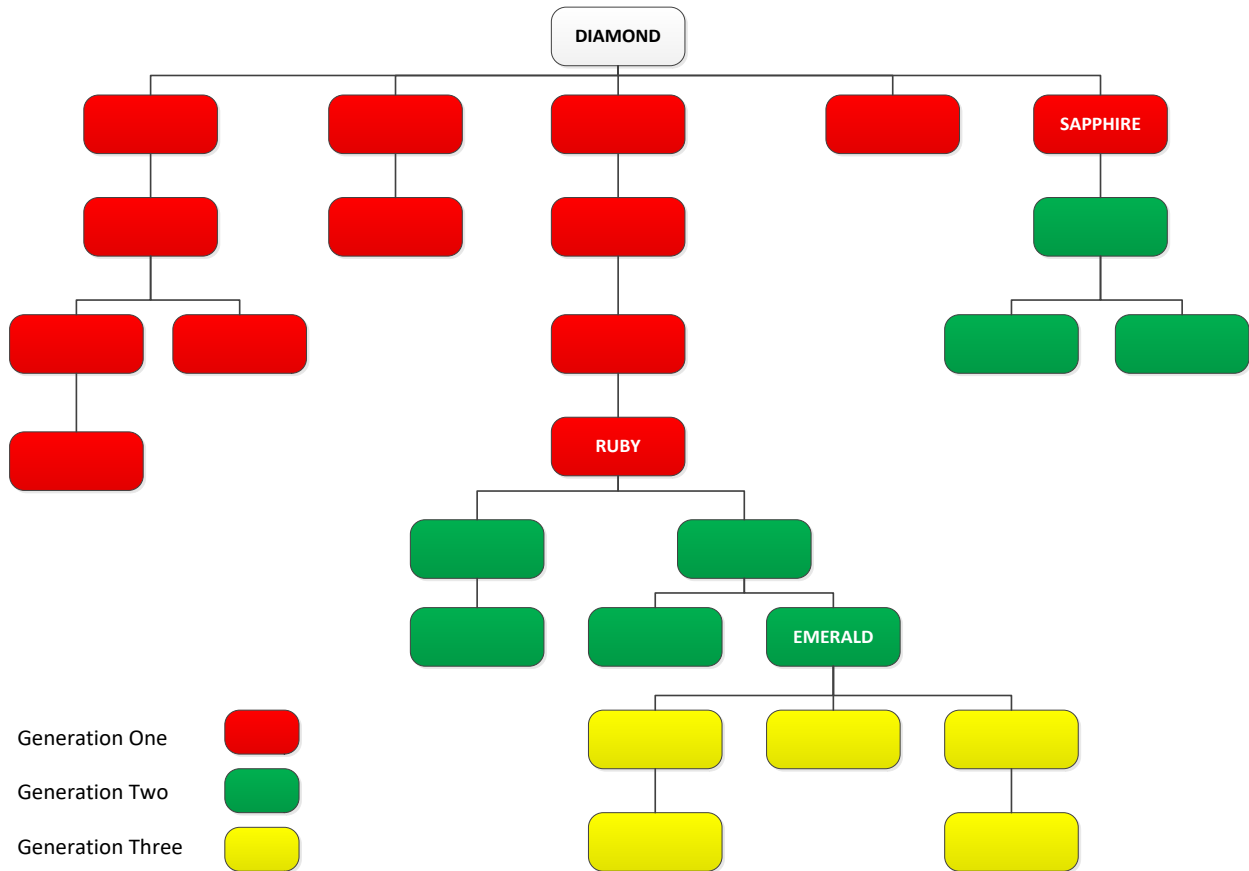 DIAMOND
SAPPHIRE
RUBY
EMERALD
Generation One
Generation Two
Generation Three